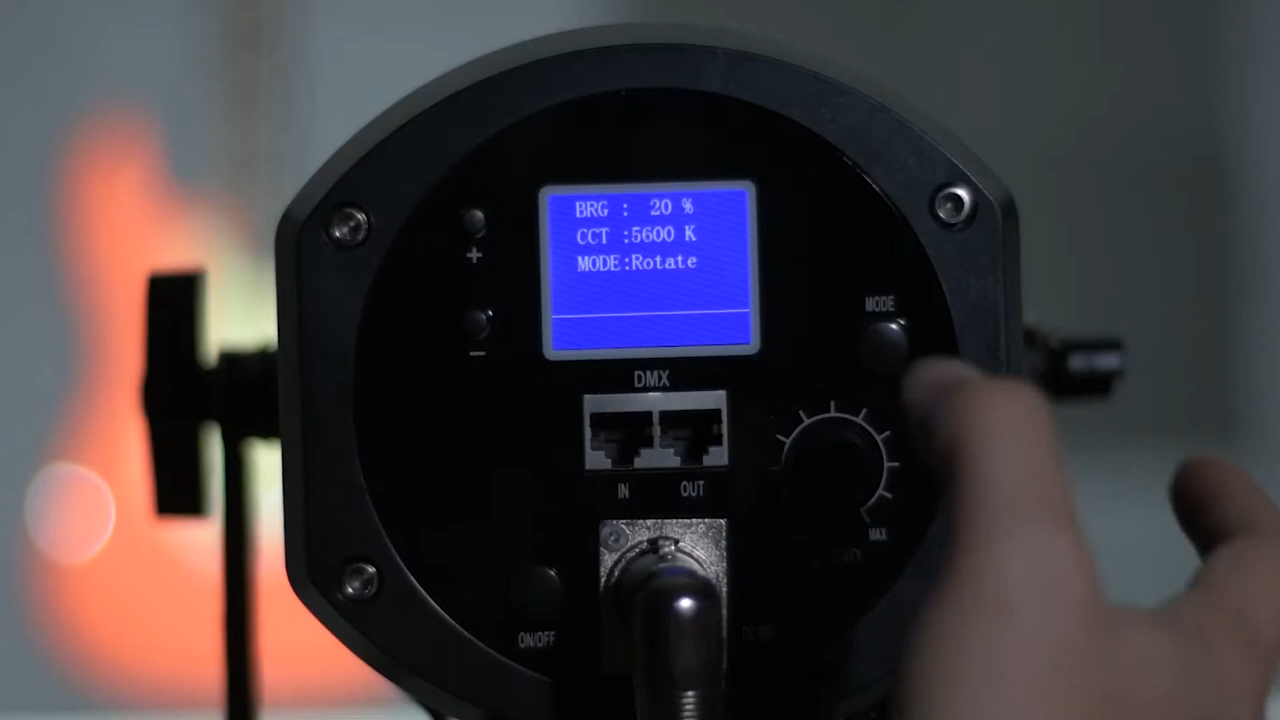 BRG : 20 %
CCT :5600 K
MODE:Rotate
+
−
MODE
DMX
IN OUT
MAX
ON/OFF